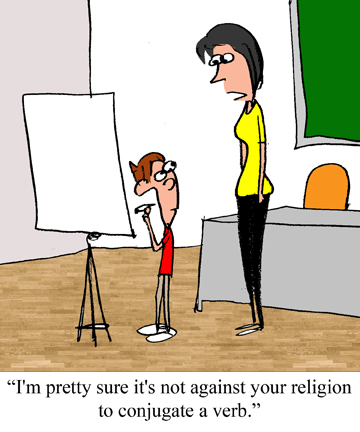 “I'm pretty sure it's not against your religion
to conjugate a verb.”